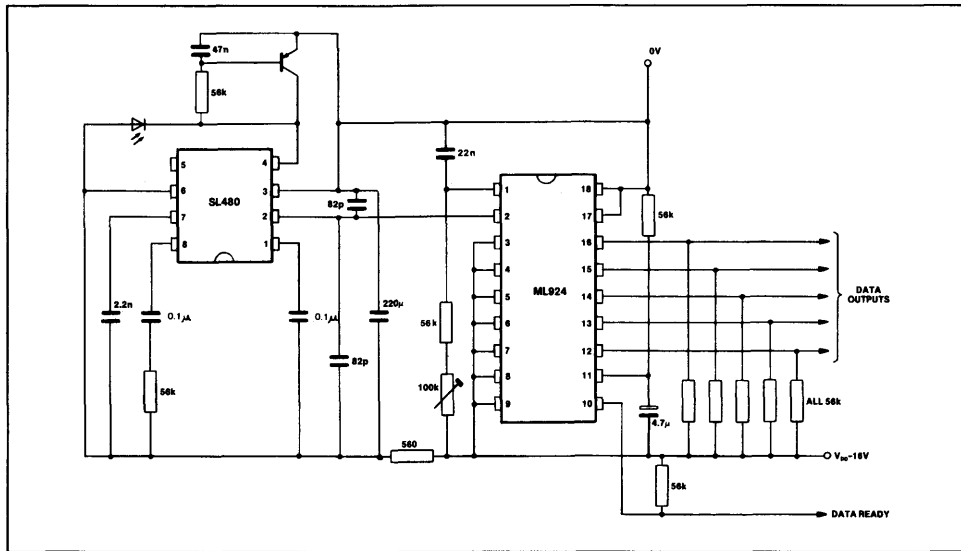 47n
0V
56k
22n
5
4
1
18
56k
6
SL480
3
82p
17
7
2
2
16
8
1
3
15
4
14
DATA
OUTPUTS
ML924
5
13
2.2n
0.1µ
0.1µ
220µ
56k
6
12
7
11
82p
100k
8
ALL 56k
56k
9
10
4.7µ
560
VDD-16V
56k
DATA READY